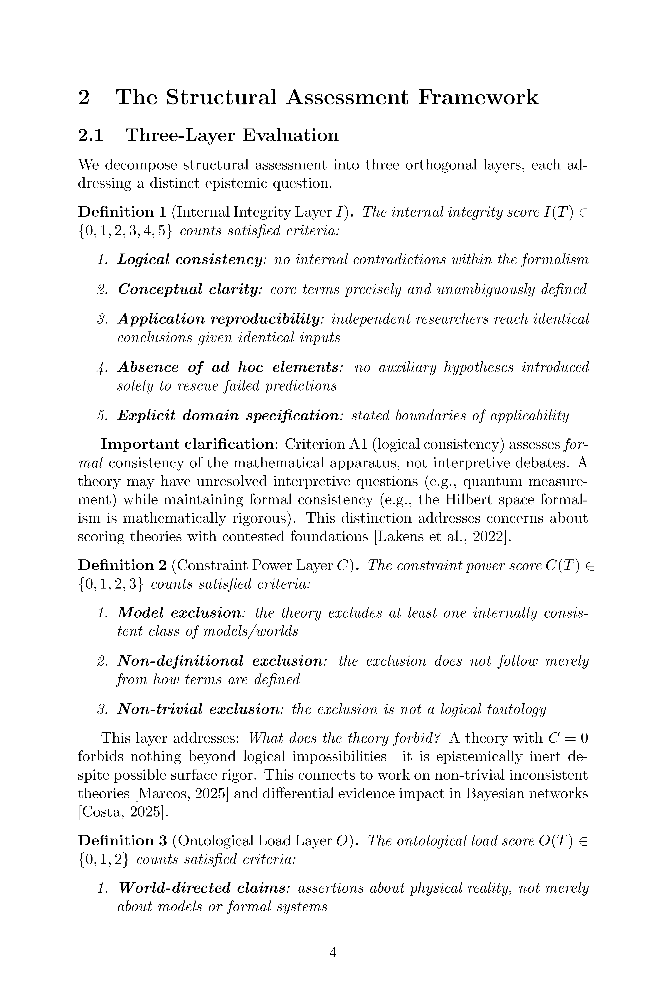 2 The Structural Assessment Framework
2.1 Three-Layer Evaluation
We decompose structural assessment into three orthogonal layers, each ad-
dressing a distinct epistemic question.
Definition 1 (Internal Integrity Layer I). The internal integrity score I(T) ∈
{0, 1, 2, 3, 4, 5} counts satisfied criteria:
1. Logical consistency: no internal contradictions within the formalism
2. Conceptual clarity: core terms precisely and unambiguously defined
3. Application reproducibility: independent researchers reach identical
conclusions given identical inputs
4. Absence of ad hoc elements: no auxiliary hypotheses introduced
solely to rescue failed predictions
5. Explicit domain specification: stated boundaries of applicability
Important clarification: Criterion A1 (logical consistency) assesses for-
mal consistency of the mathematical apparatus, not interpretive debates. A
theory may have unresolved interpretive questions (e.g., quantum measure-
ment) while maintaining formal consistency (e.g., the Hilbert space formal-
ism is mathematically rigorous). This distinction addresses concerns about
scoring theories with contested foundations [Lakens et al., 2022].
Definition 2 (Constraint Power Layer C). The constraint power score C(T) ∈
{0, 1, 2, 3} counts satisfied criteria:
1. Model exclusion: the theory excludes at least one internally consis-
tent class of models/worlds
2. Non-definitional exclusion: the exclusion does not follow merely
from how terms are defined
3. Non-trivial exclusion: the exclusion is not a logical tautology
This layer addresses: What does the theory forbid? A theory with C = 0
forbids nothing beyond logical impossibilities—it is epistemically inert de-
spite possible surface rigor. This connects to work on non-trivial inconsistent
theories [Marcos, 2025] and differential evidence impact in Bayesian networks
[Costa, 2025].
Definition 3 (Ontological Load Layer O). The ontological load score O(T) ∈
{0, 1, 2} counts satisfied criteria:
1. World-directed claims: assertions about physical reality, not merely
about models or formal systems
4